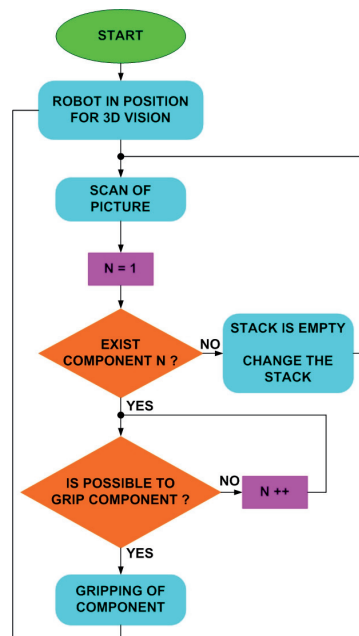 START
ROBOT IN POSITION
FOR 3D VISION
SCAN OF
PICTURE
N = 1
EXIST
COMPONENT N ?
NO
STACK IS EMPTY
CHANGE THE
STACK
YES
IS POSSIBLE TO
GRIP COMPONENT ?
NO
N ++
YES
GRIPPING OF
COMPONENT